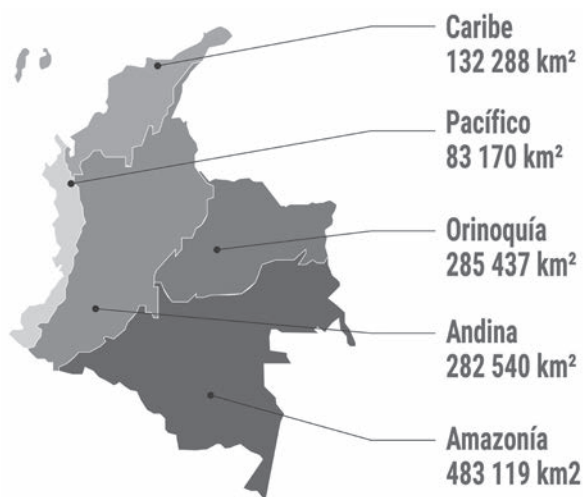 Caribe
132 288 km²
Pacífico
83 170 km²
Orinoquía
285 437 km²
Andina
282 540 km²
Amazonía
483 119 km2